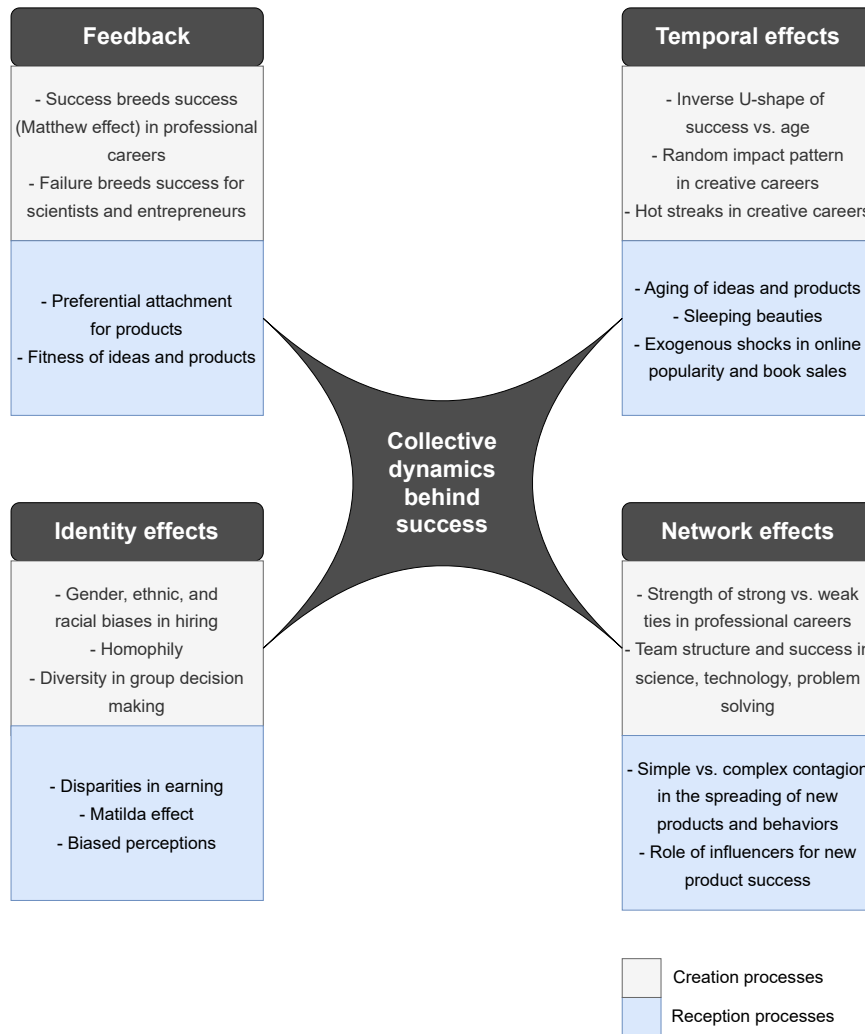 Feedback
- Success breeds success
(Matthew effect) in professional
careers
- Failure breeds success for
scientists and entrepreneurs
- Preferential attachment
for products
- Fitness of ideas and products
Temporal effects
- Inverse U-shape of
success vs. age
- Random impact pattern
in creative careers
- Hot streaks in creative careers
- Aging of ideas and products
- Sleeping beauties
- Exogenous shocks in online
popularity and book sales
Collective
dynamics
behind
success
Identity effects
- Gender, ethnic, and
racial biases in hiring
- Homophily
- Diversity in group decision
making
- Disparities in earning
- Matilda effect
- Biased perceptions
Network effects
- Strength of strong vs. weak
ties in professional careers
- Team structure and success in
science, technology, problem
solving
- Simple vs. complex contagion
in the spreading of new
products and behaviors
- Role of influencers for new
product success
Creation processes
Reception processes